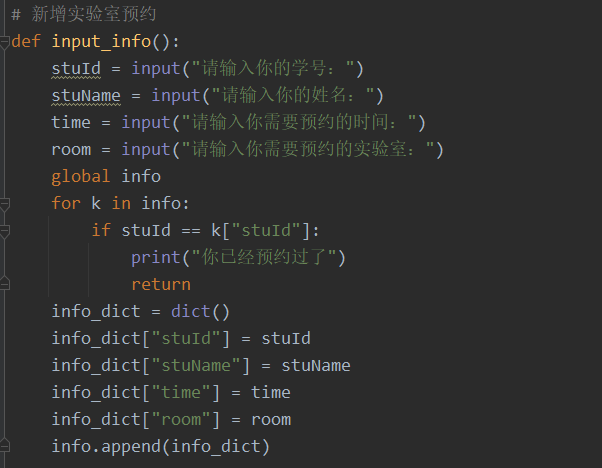 # 新增实验室预约
def input_info():
    stuId = input("请输入你的学号：")
    stuName = input("请输入你的姓名：")
    time = input("请输入你需要预约的时间：")
    room = input("请输入你需要预约的实验室：")
    global info
    for k in info:
        if stuId == k["stuId"]:
            print("你已经预约过了")
            return
    info_dict = dict()
    info_dict["stuId"] = stuId
    info_dict["stuName"] = stuName
    info_dict["time"] = time
    info_dict["room"] = room
    info.append(info_dict)